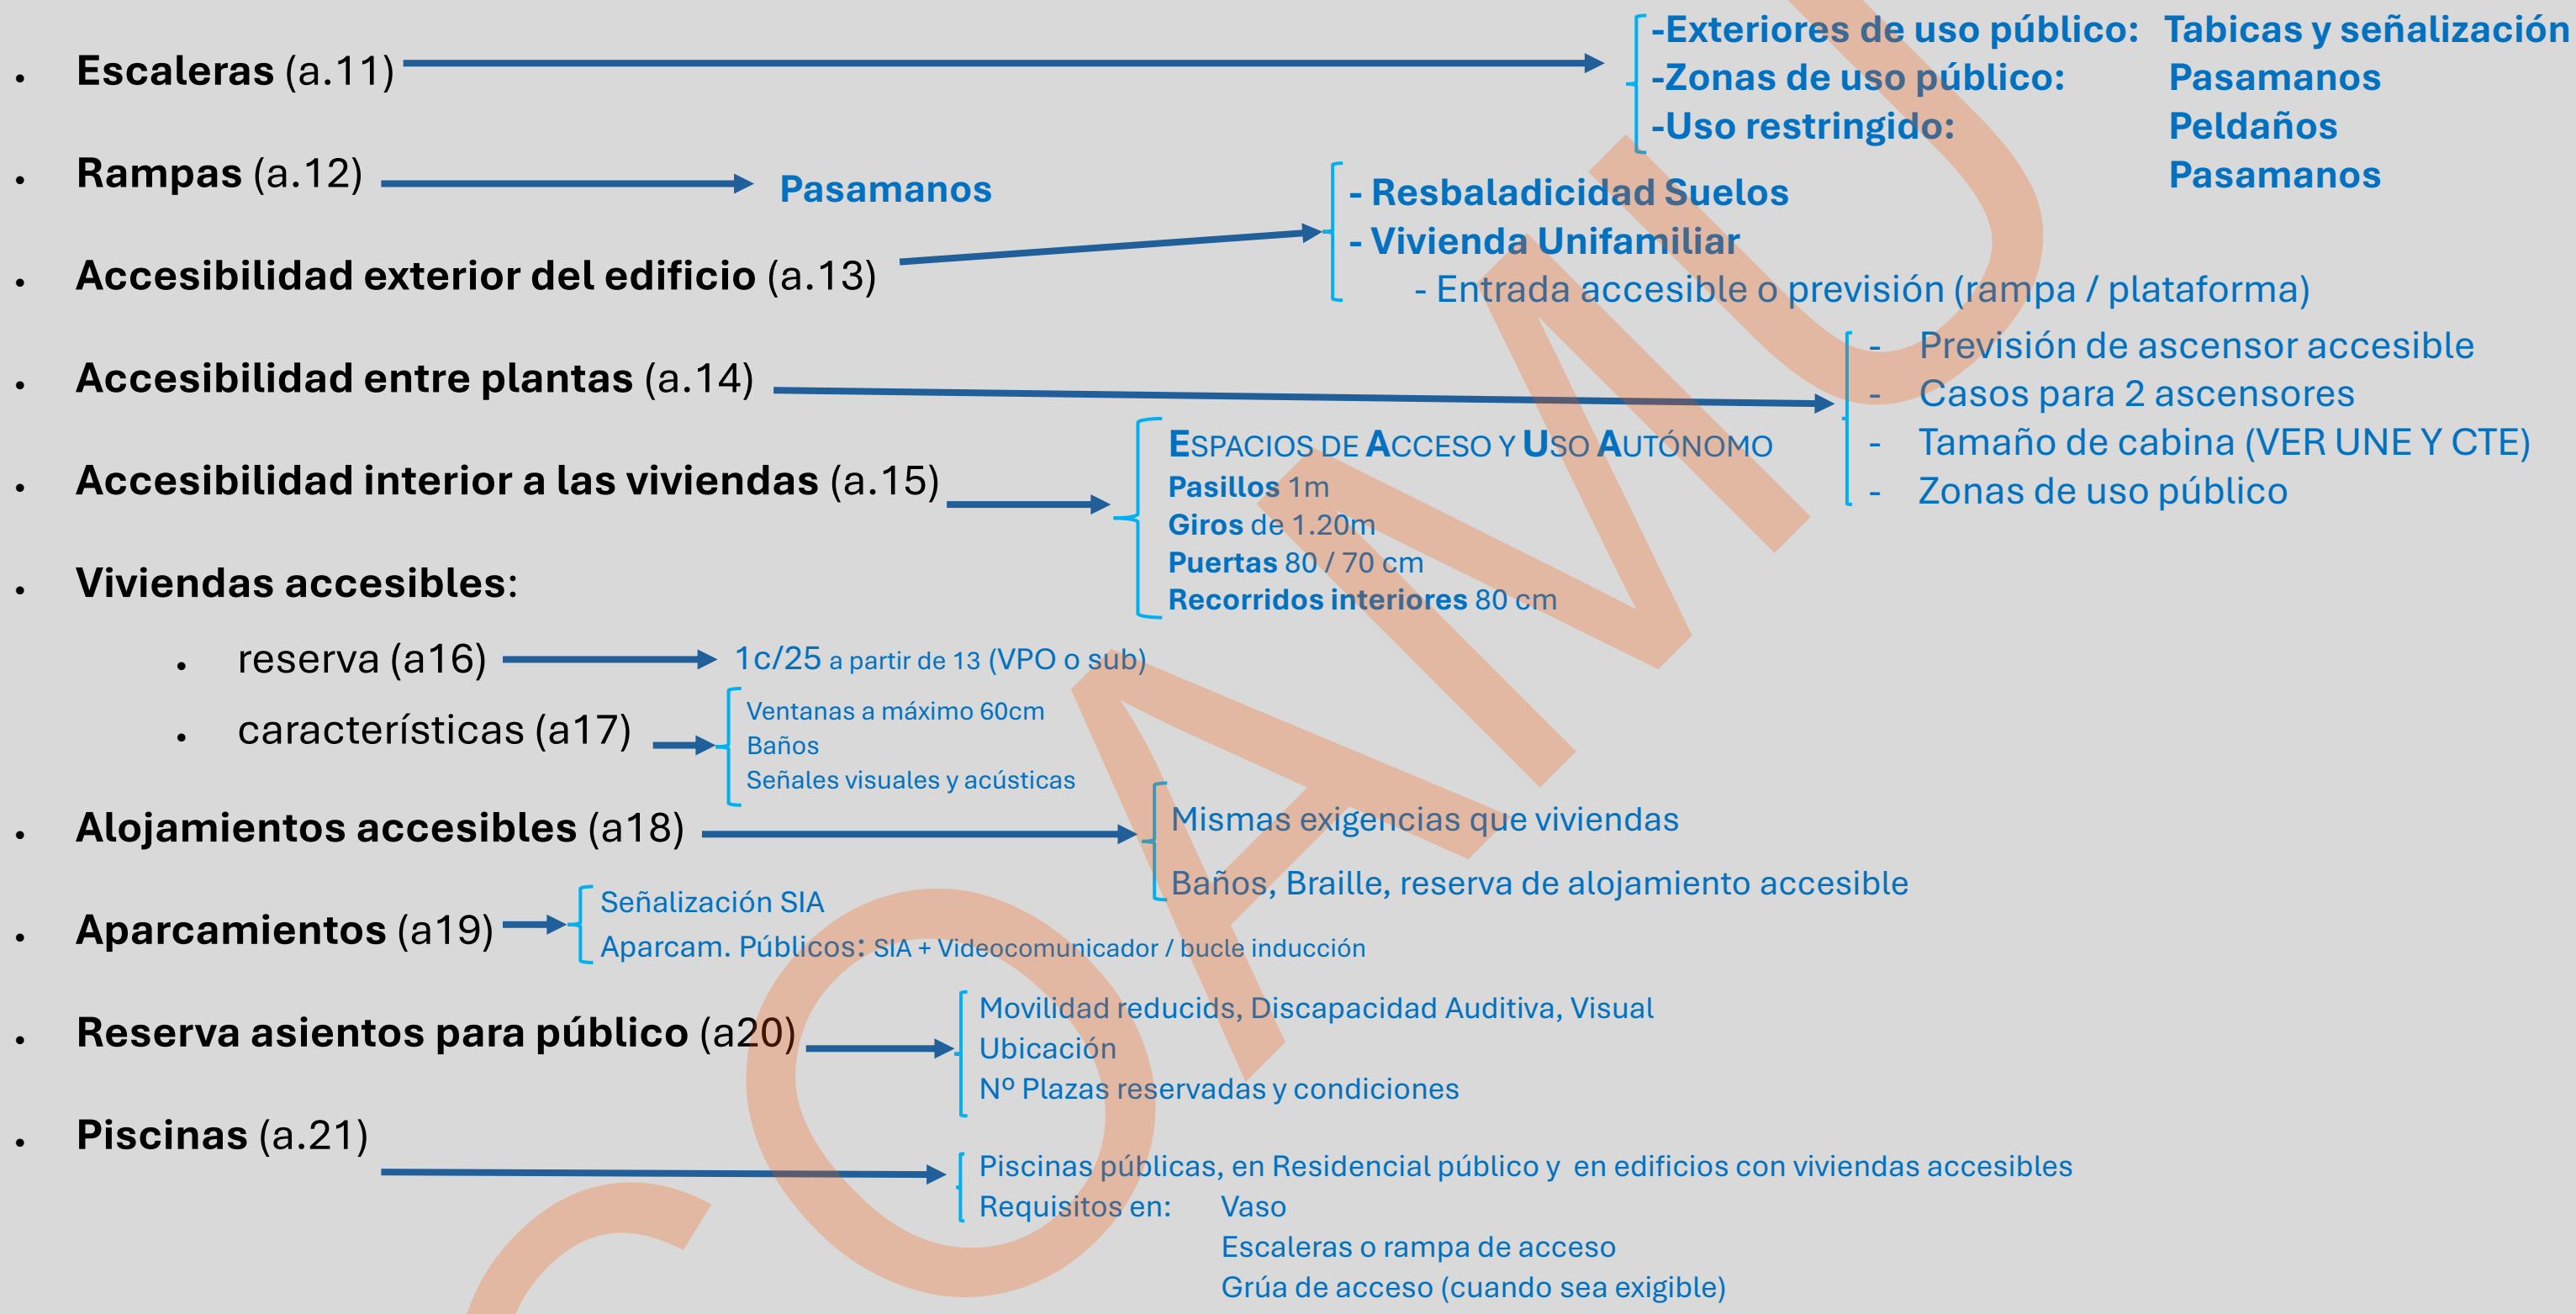 • Escaleras (a.11)
-Exteriores de uso público: Tabicas y señalización
-Zonas de uso público: Pasamanos
-Uso restringido: Peldaños
Pasamanos
• Rampas (a.12)
Pasamanos
• Accesibilidad exterior del edificio (a.13)
- Resbaladicidad Suelos
- Vivienda Unifamiliar
- Entrada accesible o previsión (rampa / plataforma)
• Accesibilidad entre plantas (a.14)
- Previsión de ascensor accesible
- Casos para 2 ascensores
- Tamaño de cabina (VER UNE Y CTE)
- Zonas de uso público
• Accesibilidad interior a las viviendas (a.15)
ESPACIOS DE ACCESO Y USO AUTÓNOMO
Pasillos 1m
Giros de 1.20m
Puertas 80 / 70 cm
Recorridos interiores 80 cm
• Viviendas accesibles:
• reserva (a16)
1c/25 a partir de 13 (VPO o sub)
• características (a17)
Ventanas a máximo 60cm
Baños
Señales visuales y acústicas
• Alojamientos accesibles (a18)
Mismas exigencias que viviendas
Baños, Braille, reserva de alojamiento accesible
• Aparcamientos (a19)
Señalización SIA
Aparcam. Públicos: SIA + Videocomunicador / bucle inducción
• Reserva asientos para público (a20)
Movilidad reducids, Discapacidad Auditiva, Visual
Ubicación
Nº Plazas reservadas y condiciones
• Piscinas (a.21)
Piscinas públicas, en Residencial público y en edificios con viviendas accesibles
Requisitos en: Vaso
Escaleras o rampa de acceso
Grúa de acceso (cuando sea exigible)
COAMU